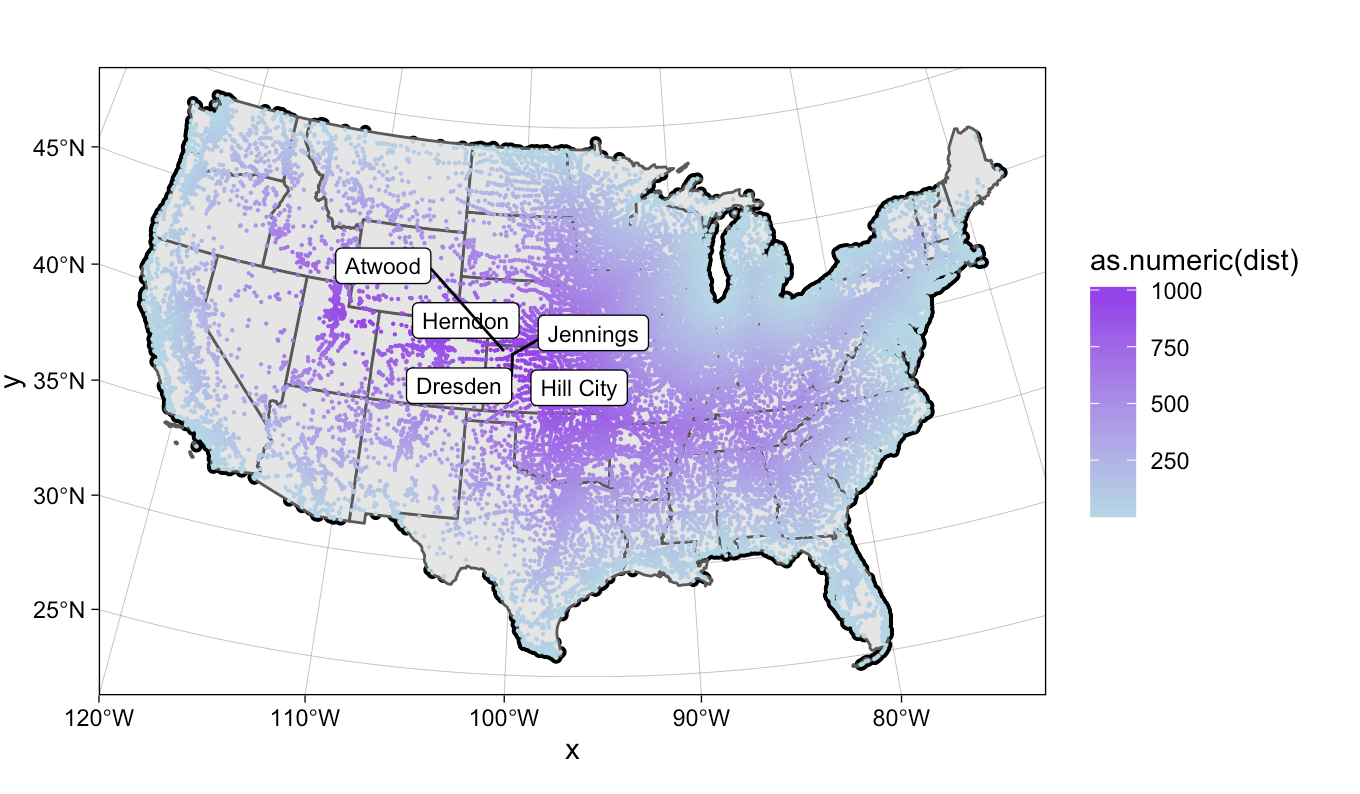 45°N
40°N
35°N
30°N
25°N
y
120°W
110°W
100°W
90°W
80°W
x
Atwood
Herndon
Jennings
Dresden
Hill City
as.numeric(dist)
1000
750
500
250